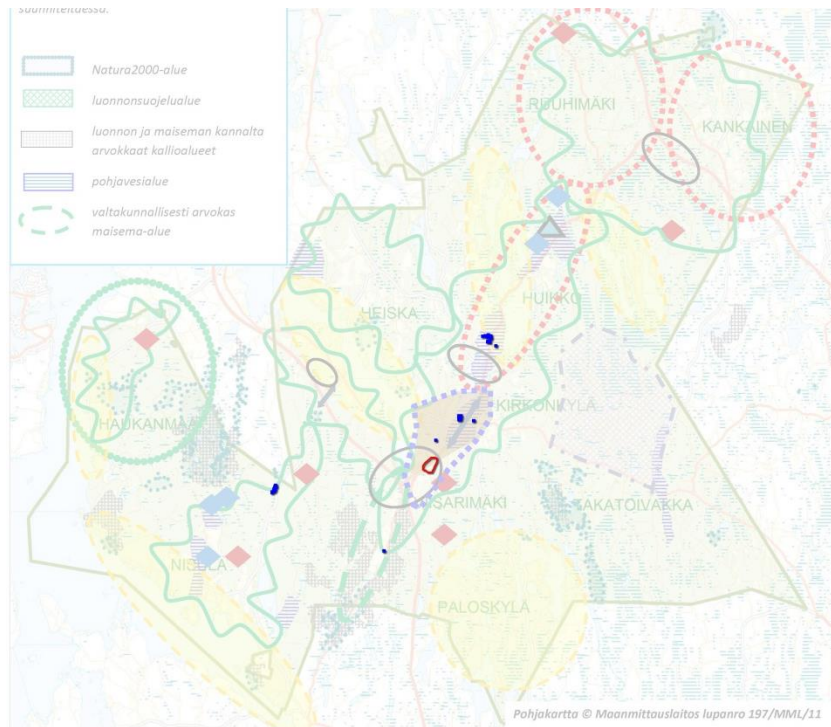 suunniteltaessa.
Natura2000-alue
luonnonsuojelualue
luonnon ja maiseman kannalta
arvokkaat kallioalueet
pohjavesialue
valtakunnallisesti arvokas
maisema-alue
RUUHIMÄKI
KANKAINEN
HUIKKO
HEISKA
KIRKONKYLÄ
HAUKANMAA
SARIMÄKI
NISULA
PALOSKYLÄ
Pohjakartta © Maanmittauslaitos lupanro 197/MML/11